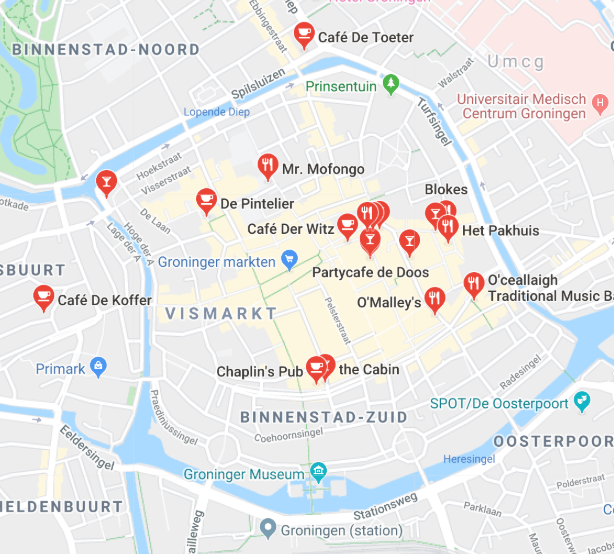 Hotel Groningen
Ebbingestraat
Café De Toeter
BINNENSTAD-NOORD
Umcg
Walstraat
Spilsluizen
Prinsentuin
Universitair Medisch
Centrum Groningen
Turfsingel
Lopende Diep
Hoekstraat
Mr. Mofongo
Visserstraat
Blokes
De Pintelier
De Laan
Café Der Witz
Het Pakhuis
Hoge der A
Lage der A
Groninger markten
Partycafe de Doos
O'ceallaigh
Traditional Music Ba
SBUURT
Café De Koffer
O'Malley's
VISMARKT
Pelsterstraat
Primark
Chaplin's Pub
the Cabin
Radesingel
Praediniussingel
SPOT/De Oosterpoort
BINNENSTAD-ZUID
Coehoornsingel
OOSTERPOOR
Eeldersingel
Heresingel
Groninger Museum
Polderstraat
HELDENBUURT
Stationsweg
Parklaan
Groningen (station)